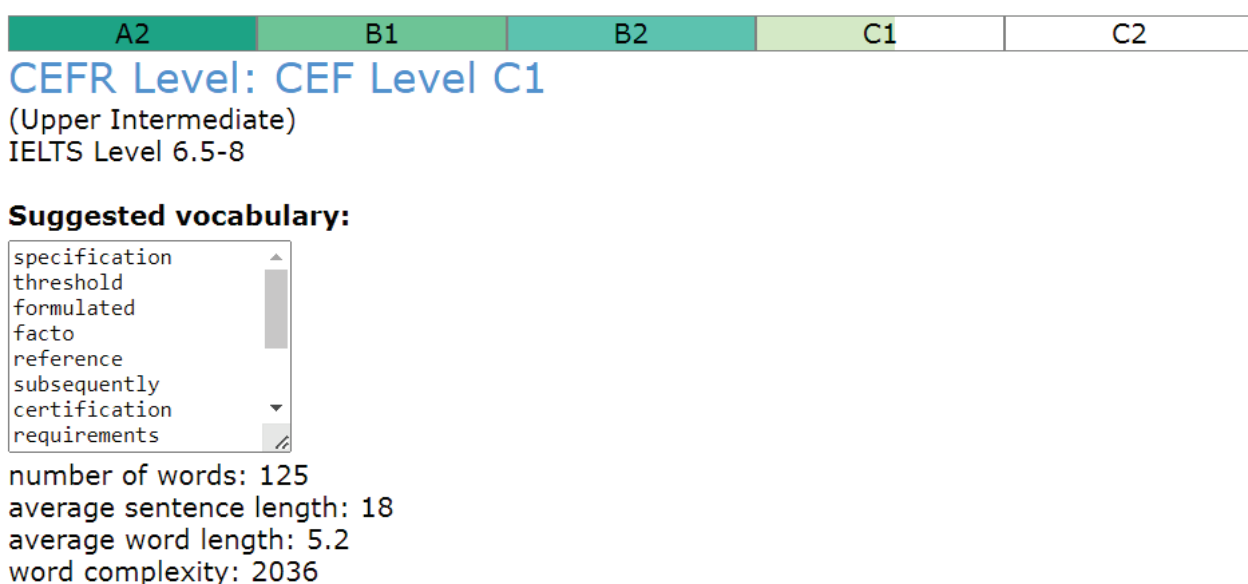 A2 B1 B2 C1 C2
CEFR Level: CEF Level C1
(Upper Intermediate)
IELTS Level 6.5-8
Suggested vocabulary:
specification
threshold
formulated
facto
reference
subsequently
certification
requirements
number of words: 125
average sentence length: 18
average word length: 5.2
word complexity: 2036